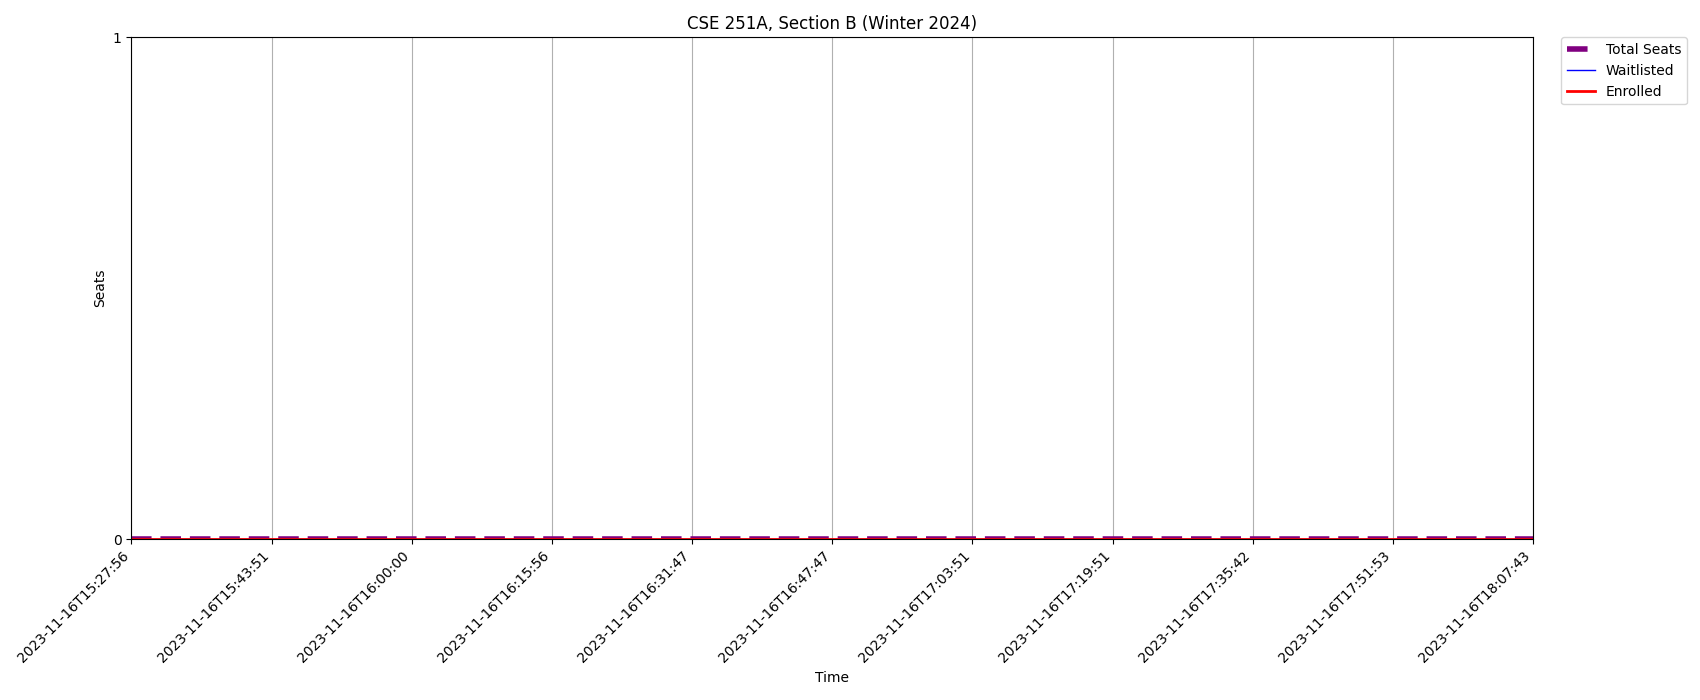 CSE 251A, Section B (Winter 2024)
Total Seats
Waitlisted
Enrolled
1
0
Seats
2023-11-16T15:27:56
2023-11-16T15:43:51
2023-11-16T16:00:00
2023-11-16T16:15:56
2023-11-16T16:31:47
2023-11-16T16:47:47
2023-11-16T17:03:51
2023-11-16T17:19:51
2023-11-16T17:35:42
2023-11-16T17:51:53
2023-11-16T18:07:43
Time